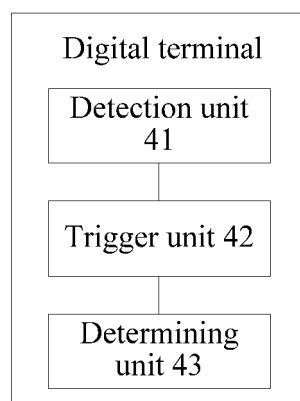 Digital terminal
Detection unit
41
Trigger unit 42
Determining
unit 43